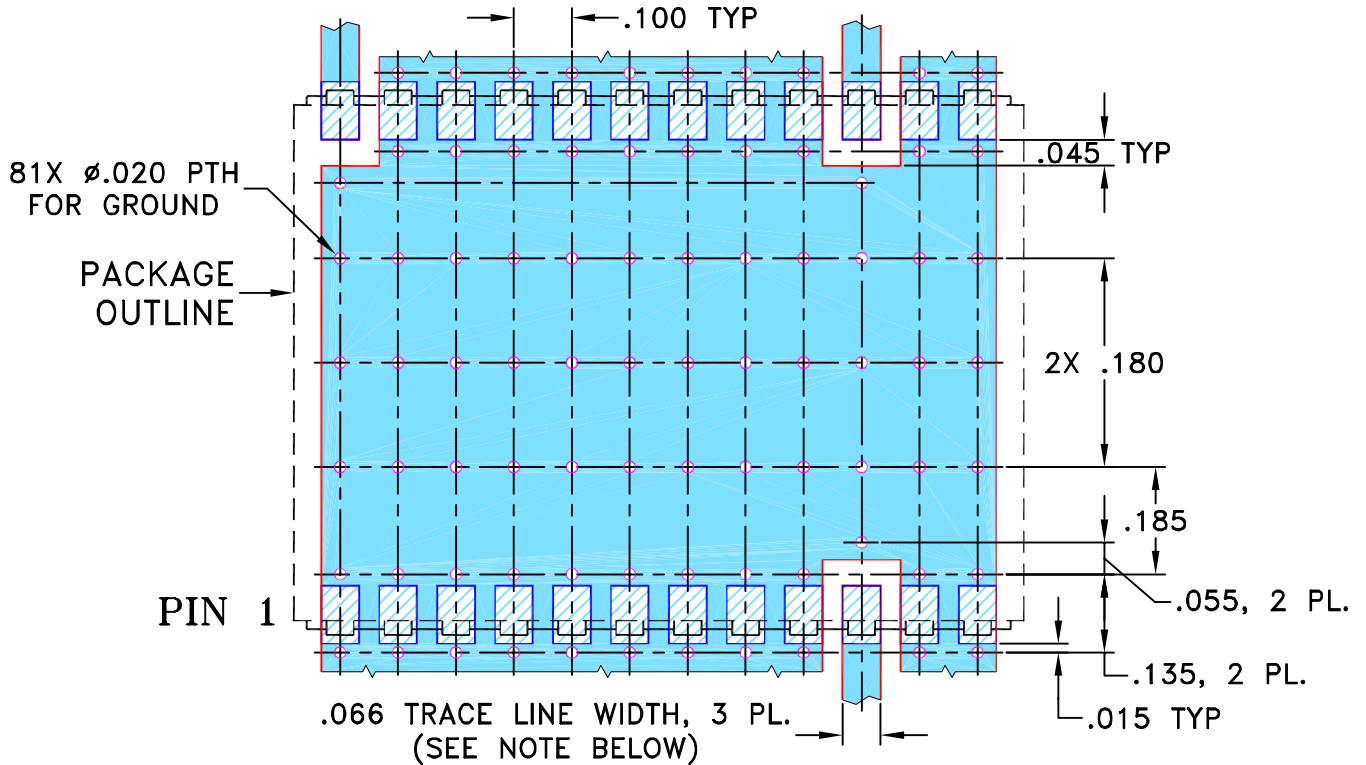 .100 TYP
.045 TYP
81X ø.020 PTH
FOR GROUND
PACKAGE
OUTLINE
2X .180
.185
PIN 1
.055, 2 PL.
.135, 2 PL.
.015 TYP
.066 TRACE LINE WIDTH, 3 PL.
(SEE NOTE BELOW)